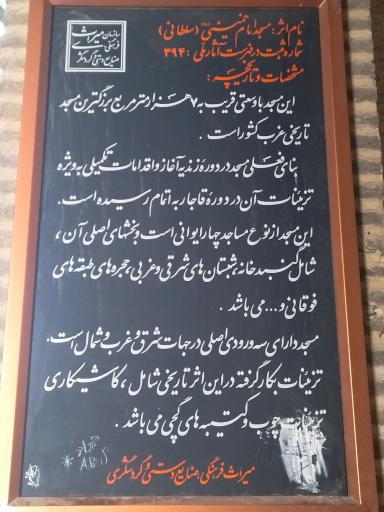 سازمان میراث
فرهنگی
صنایع دستی و گردشگری
نام اثر : مسجد امام خمینی (سلطانی)
شماره ثبت در فهرست آثار ملی : ۳۹۴
مشخصات و تاریخچه :
این مسجد با وسعتی قریب به ۷ هزار متر مربع بزرگترین مسجد
تاریخی غرب کشور است .
بنای فعلی مسجد در دورهٔ زندیه آغاز و اقدامات تکمیلی به ویژه
تزئینات آن در دورهٔ قاجار به اتمام رسیده است .
این مسجد از نوع مساجد چهار ایوانی است و بخشهای اصلی آن ،
شامل گنبدخانه ، شبستان های شرقی و غربی ، حجره های طبقه های
فوقانی و ... می باشد .
مسجد دارای سه ورودی اصلی در جهات شرق و غرب و شمال است .
تزئینات بکار گرفته در این اثر تاریخی شامل ، کاشیکاری
تزئینات چوب و کتیبه های گچی می باشد .
میراث فرهنگی ، صنایع دستی و گردشگری